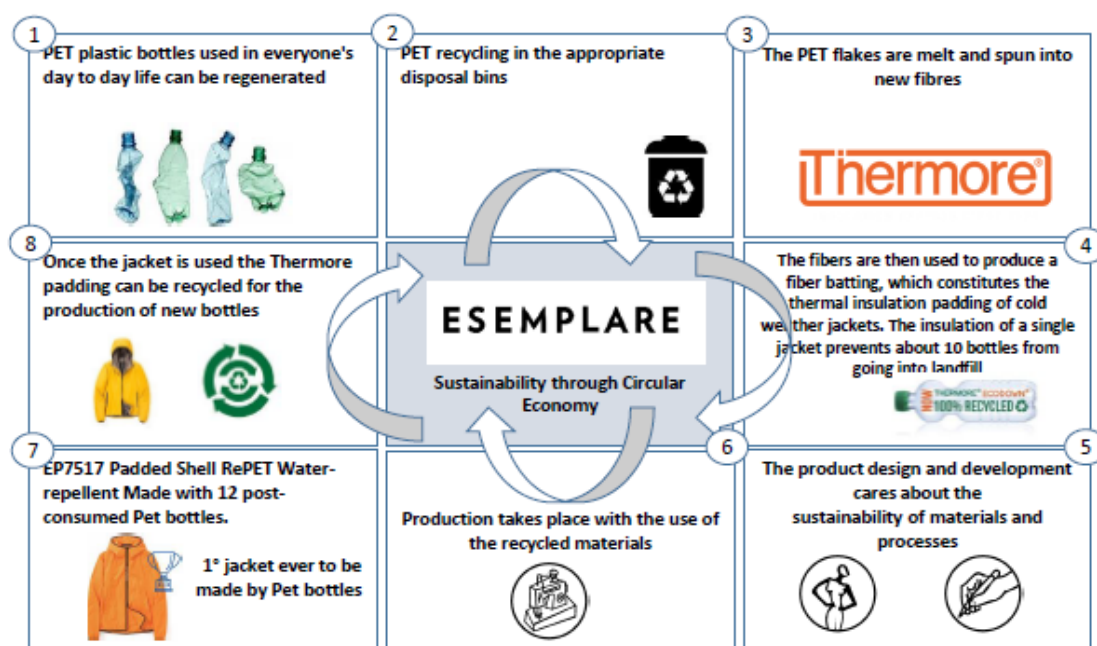 1
PET plastic bottles used in everyone's
day to day life can be regenerated
2
PET recycling in the appropriate
disposal bins
3
The PET flakes are melt and spun into
new fibres
Thermore®
8
Once the jacket is used the Thermore
padding can be recycled for the
production of new bottles
ESEMPLARE
Sustainability through Circular
Economy
4
The fibers are then used to produce a
fiber batting, which constitutes the
thermal insulation padding of cold
weather jackets. The insulation of a single
jacket prevents about 10 bottles from
going into landfill
NOW
THERMORE® ECODOWN®
100% RECYCLED
7
EP7517 Padded Shell RePET Water-
repellent Made with 12 post-
consumed Pet bottles.
1° jacket ever to be
made by Pet bottles
6
Production takes place with the use of
the recycled materials
5
The product design and development
cares about the
sustainability of materials and
processes